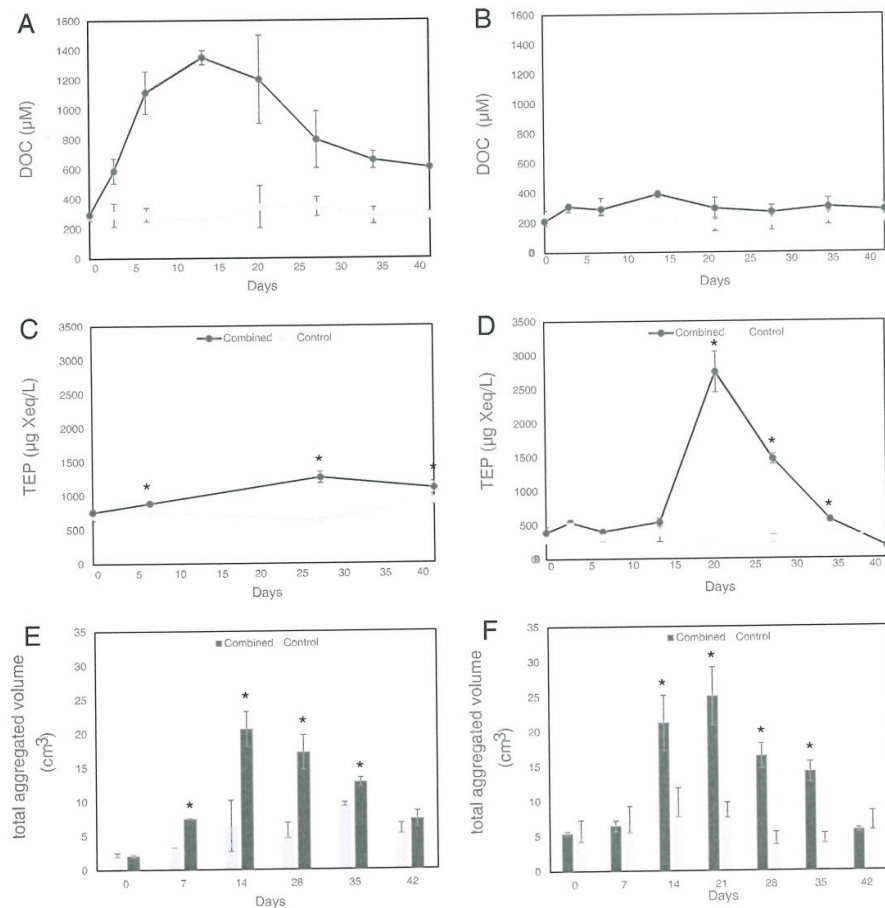 A
1600
1400
1200
1000
800
600
400
200
0
DOC (µM)
0 5 10 15 20 25 30 35 40
Days
B
1600
1400
1200
1000
800
600
400
200
0
DOC (µM)
0 5 10 15 20 25 30 35 40
Days
C
3500
3000
2500
2000
1500
1000
500
0
TEP (µg Xeq/L)
Combined Control
* * *
0 5 10 15 20 25 30 35 40
Days
D
3500
3000
2500
2000
1500
1000
500
0
TEP (µg Xeq/L)
Combined Control
* * *
0 5 10 15 20 25 30 35 40
Days
E
35
30
25
20
15
10
5
0
total aggregated volume
(cm³)
Combined Control
* * * *
0 7 14 28 35 42
Days
F
35
30
25
20
15
10
5
0
total aggregated volume
(cm³)
Combined Control
* * * *
0 7 14 21 28 35 42
Days